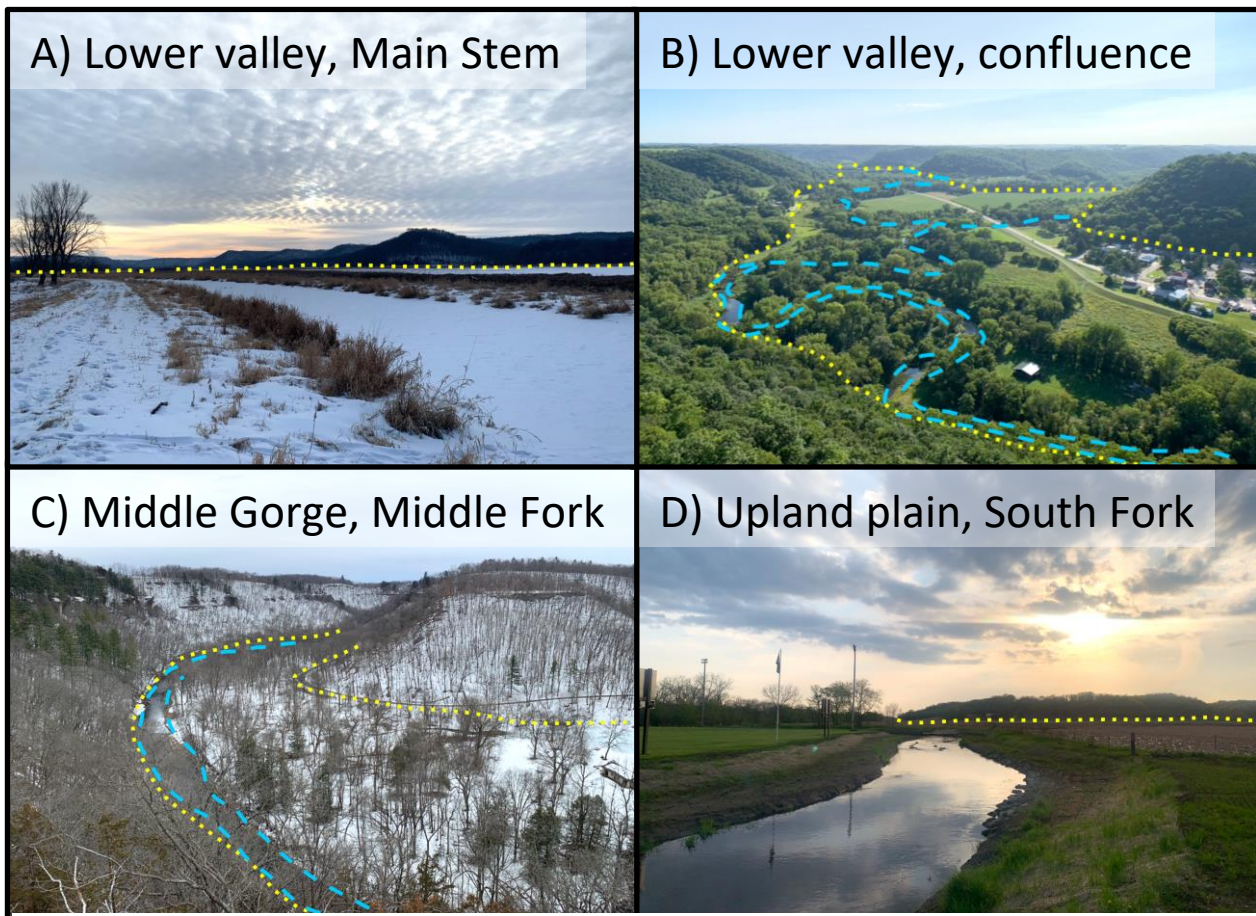 A) Lower valley, Main Stem
B) Lower valley, confluence
C) Middle Gorge, Middle Fork
D) Upland plain, South Fork